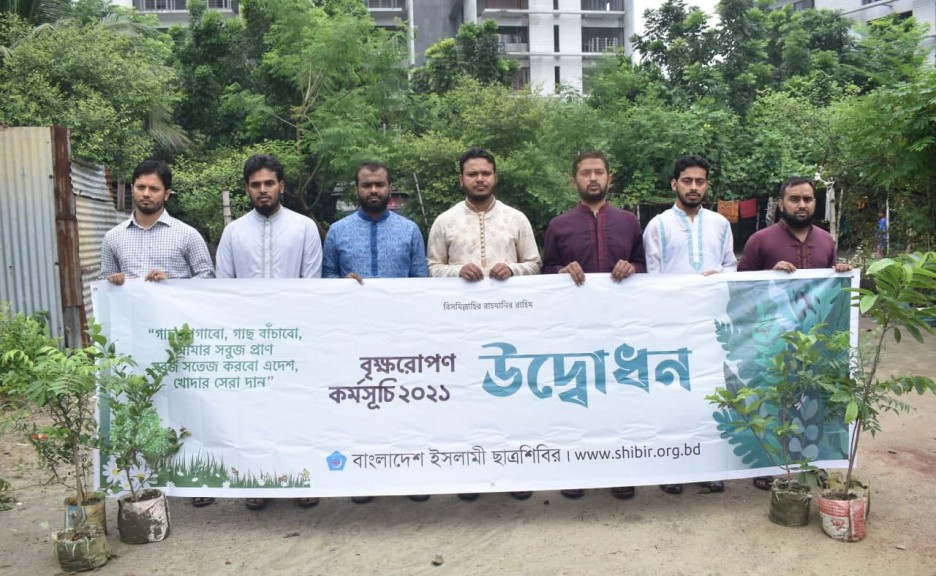 বিসমিল্লাহির রাহমানির রাহিম
গাছ বাঁচাবো,
সবুজ প্রাণ
সতেজ করবো এদেশ,
খোদার সেরা দান”
বৃক্ষরোপণ
কর্মসূচি ২০২১
উদ্বোধন
বাংলাদেশ ইসলামী ছাত্রশিবির । www.shibir.org.bd